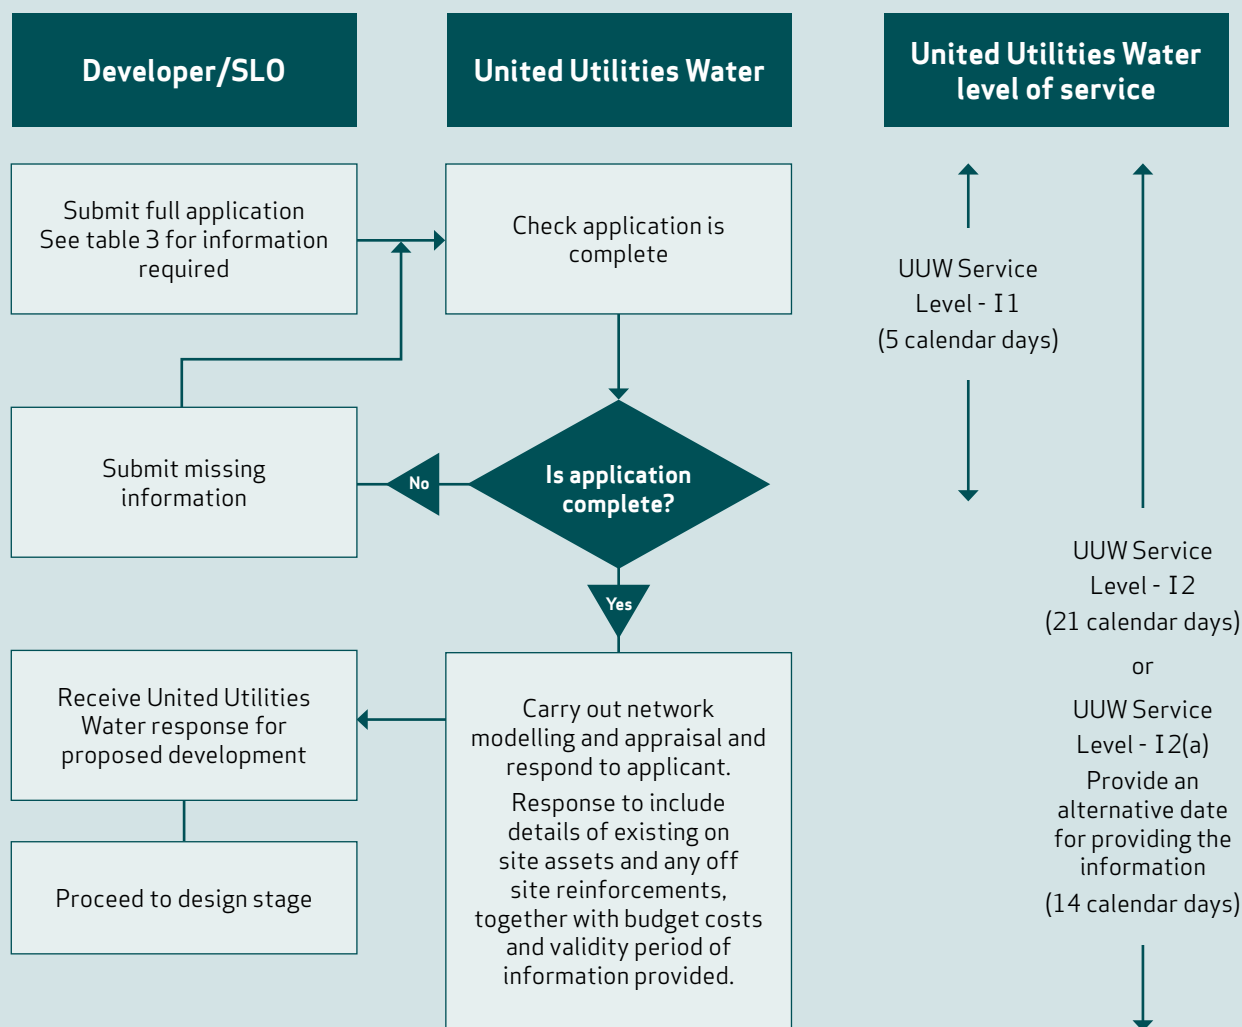 Developer/SLO
United Utilities Water
United Utilities Water
level of service
Submit full application
See table 3 for information
required
Check application is
complete
UUW Service
Level - I1
(5 calendar days)
Submit missing
information
No
Is application
complete?
Yes
UUW Service
Level - I2
(21 calendar days)
or
UUW Service
Level - I2(a)
Provide an
alternative date
for providing the
information
(14 calendar days)
Receive United Utilities
Water response for
proposed development
Carry out network
modelling and appraisal and
respond to applicant.
Response to include
details of existing on
site assets and any off
site reinforcements,
together with budget costs
and validity period of
information provided.
Proceed to design stage